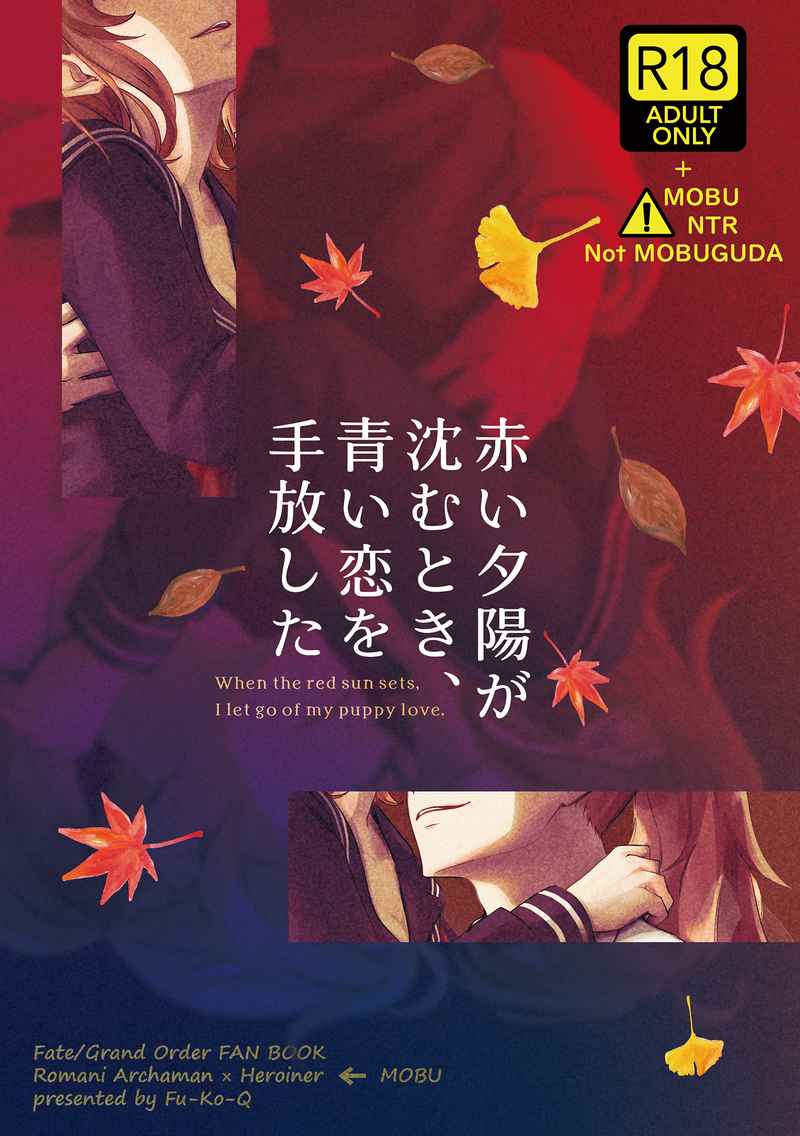 R18
ADULT
ONLY
+
MOBU
NTR
Not MOBUGUDA
赤い夕陽が
沈むとき、
青い恋を
手放した
When the red sun sets,
I let go of my puppy love.
Fate/Grand Order FAN BOOK
Romani Archaman × Heroiner ← MOBU
presented by Fu-Ko-Q